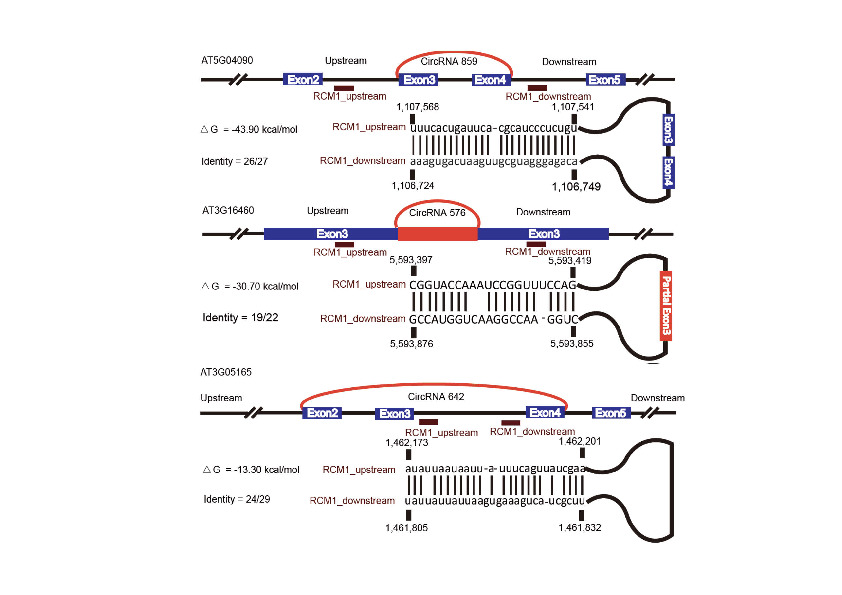 AT5G04090
Upstream
CircRNA 859
Downstream
Exon2
Exon3
Exon4
Exon5
RCM1_upstream
RCM1_downstream
1,107,568
1,107,541
△ G = -43.90 kcal/mol
RCM1_upstream
uuucacugauuca-cgcaucccucugu
Identity = 26/27
RCM1_downstream
aaagugacuaaguugcguagggagaca
1,106,724
1,106,749
Exon3
Exon4
AT3G16460
Upstream
CircRNA 576
Downstream
Exon3
Exon3
RCM1_upstream
RCM1_downstream
5,593,397
5,593,419
△ G = -30.70 kcal/mol
RCM1_upstream
CGGUACCAAAUCCGGUUUCCAG
Identity = 19/22
RCM1_downstream
GCCAUGGUCAAGGCCAA-GGUC
5,593,876
5,593,855
Partial Exon3
AT3G05165
Upstream
CircRNA 642
Downstream
Exon2
Exon3
Exon4
Exon5
RCM1_upstream
RCM1_downstream
1,462,173
1,462,201
△ G = -13.30 kcal/mol
RCM1_upstream
auauuaauaauu-a-uuucaguuaucgaa
Identity = 24/29
RCM1_downstream
uauuauuauuaagugaaaguca-ucgcuu
1,461,805
1,461,832